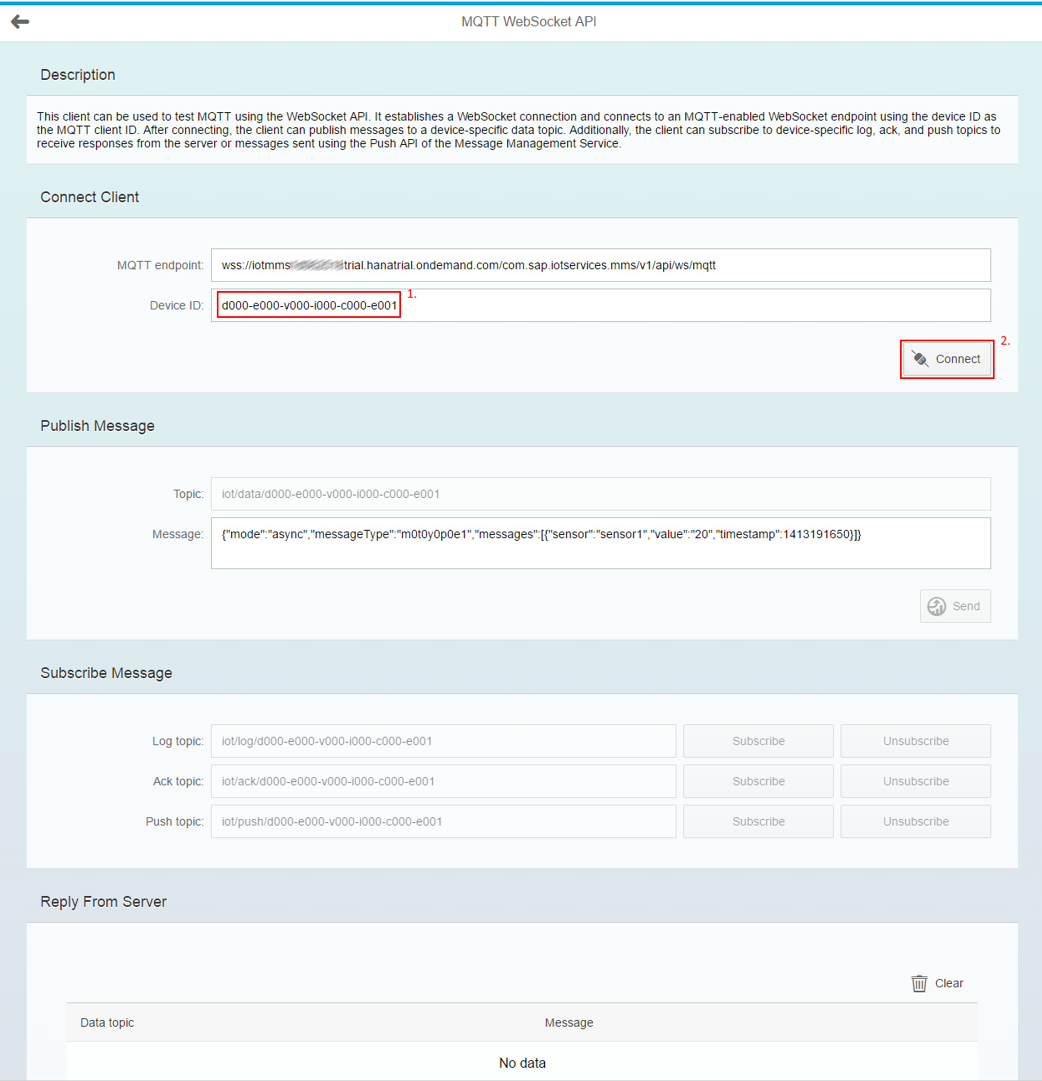 MQTT WebSocket API
Description
This client can be used to test MQTT using the WebSocket API. It establishes a WebSocket connection and connects to an MQTT-enabled WebSocket endpoint using the device ID as
the MQTT client ID. After connecting, the client can publish messages to a device-specific data topic. Additionally, the client can subscribe to device-specific log, ack, and push topics to
receive responses from the server or messages sent using the Push API of the Message Management Service.
Connect Client
MQTT endpoint: wss://iotmms trial.hanatrial.ondemand.com/com.sap.iotservices.mms/v1/api/ws/mqtt
Device ID: d000-e000-v000-i000-c000-e001 1.
2.
Connect
Publish Message
Topic: iot/data/d000-e000-v000-i000-c000-e001
Message: {"mode":"async","messageType":"m0t0y0p0e1","messages":[{"sensor":"sensor1","value":"20","timestamp":1413191650}]}
Send
Subscribe Message
Log topic: iot/log/d000-e000-v000-i000-c000-e001 Subscribe Unsubscribe
Ack topic: iot/ack/d000-e000-v000-i000-c000-e001 Subscribe Unsubscribe
Push topic: iot/push/d000-e000-v000-i000-c000-e001 Subscribe Unsubscribe
Reply From Server
Clear
Data topic Message
No data